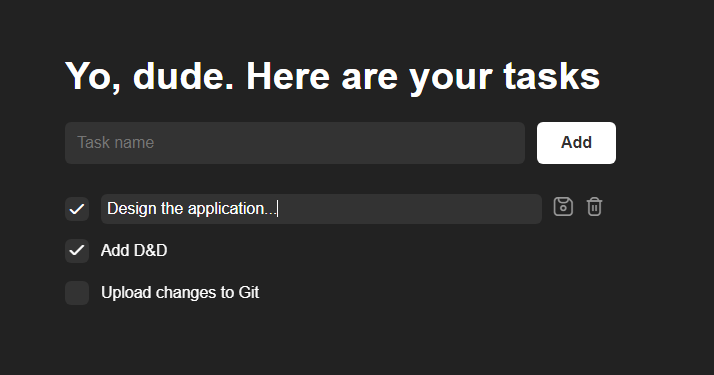 Yo, dude. Here are your tasks
Task name
Add
Design the application...
Add D&D
Upload changes to Git